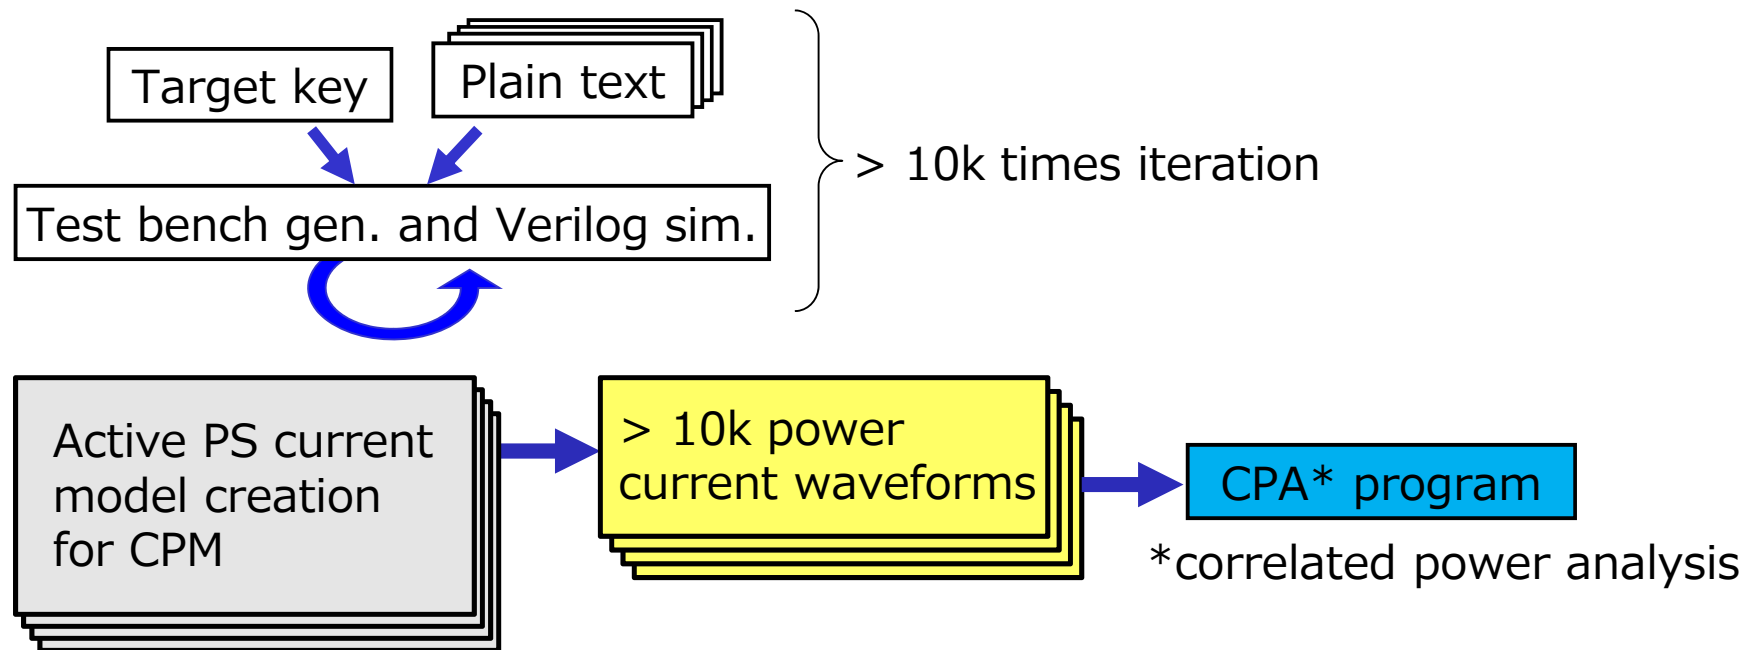 Target key
Plain text
> 10k times iteration
Test bench gen. and Verilog sim.
Active PS current
model creation
for CPM
> 10k power
current waveforms
CPA* program
*correlated power analysis